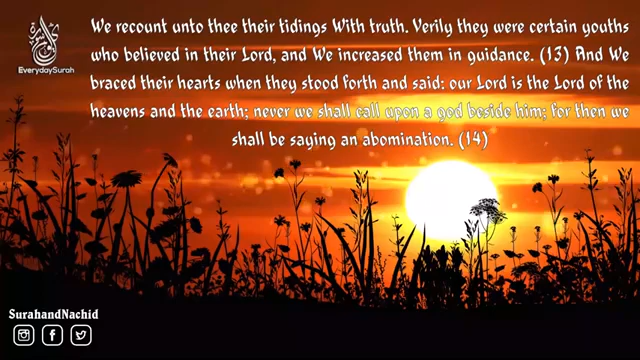 We recount unto thee their tidings With truth. Verily they were certain youths
who believed in their Lord, and We increased them in guidance. (13) And We
braced their hearts when they stood forth and said: our Lord is the Lord of the
heavens and the earth; never we shall call upon a god beside him; for then we
shall be saying an abomination. (14)
EverydaySurah
SurahandNachid